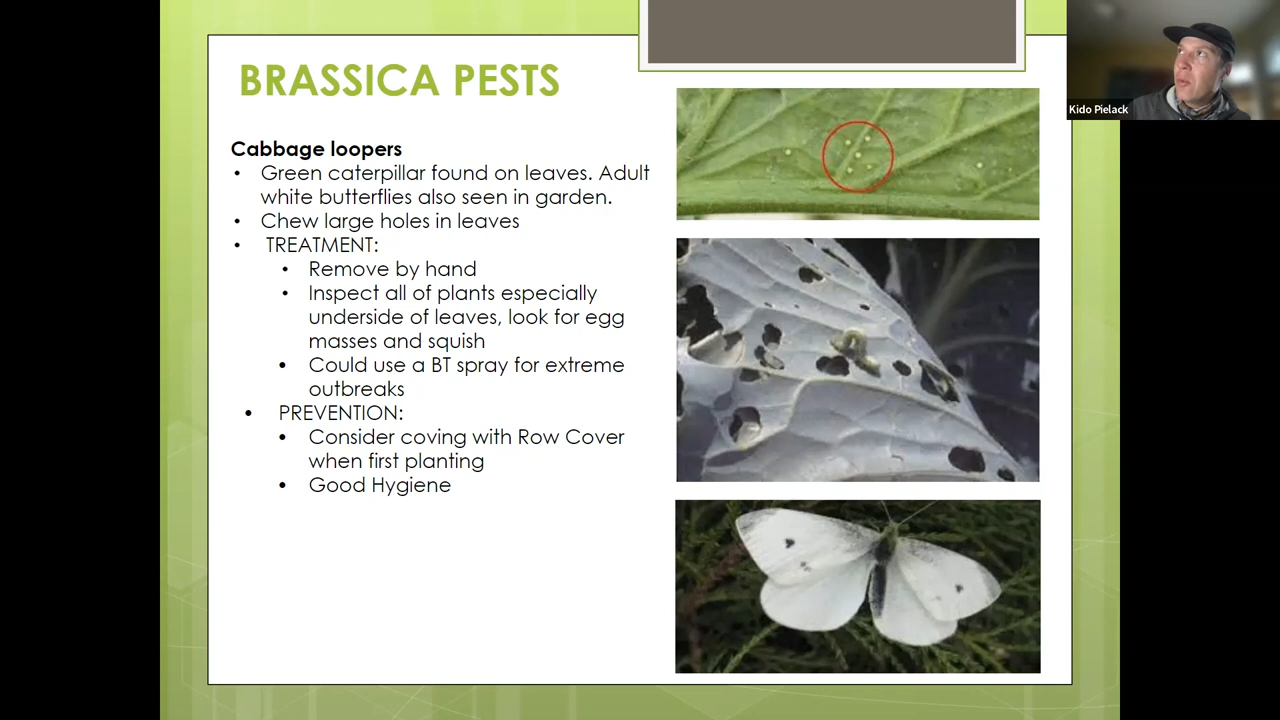 BRASSICA PESTS
Kido Pielack
Cabbage loopers
• Green caterpillar found on leaves. Adult
white butterflies also seen in garden.
• Chew large holes in leaves
• TREATMENT:
• Remove by hand
• Inspect all of plants especially
underside of leaves, look for egg
masses and squish
• Could use a BT spray for extreme
outbreaks
• PREVENTION:
• Consider coving with Row Cover
when first planting
• Good Hygiene